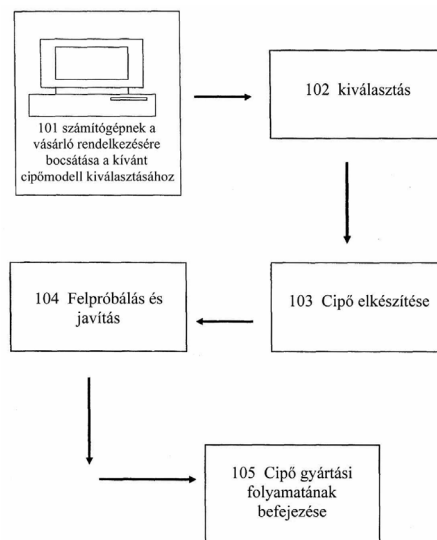 101 számítógépnek a
vásárló rendelkezésére
bocsátása a kívánt
cipőmodell kiválasztásához
102 kiválasztás
103 Cipő elkészítése
104 Felpróbálás és
javítás
105 Cipő gyártási
folyamatának
befejezése